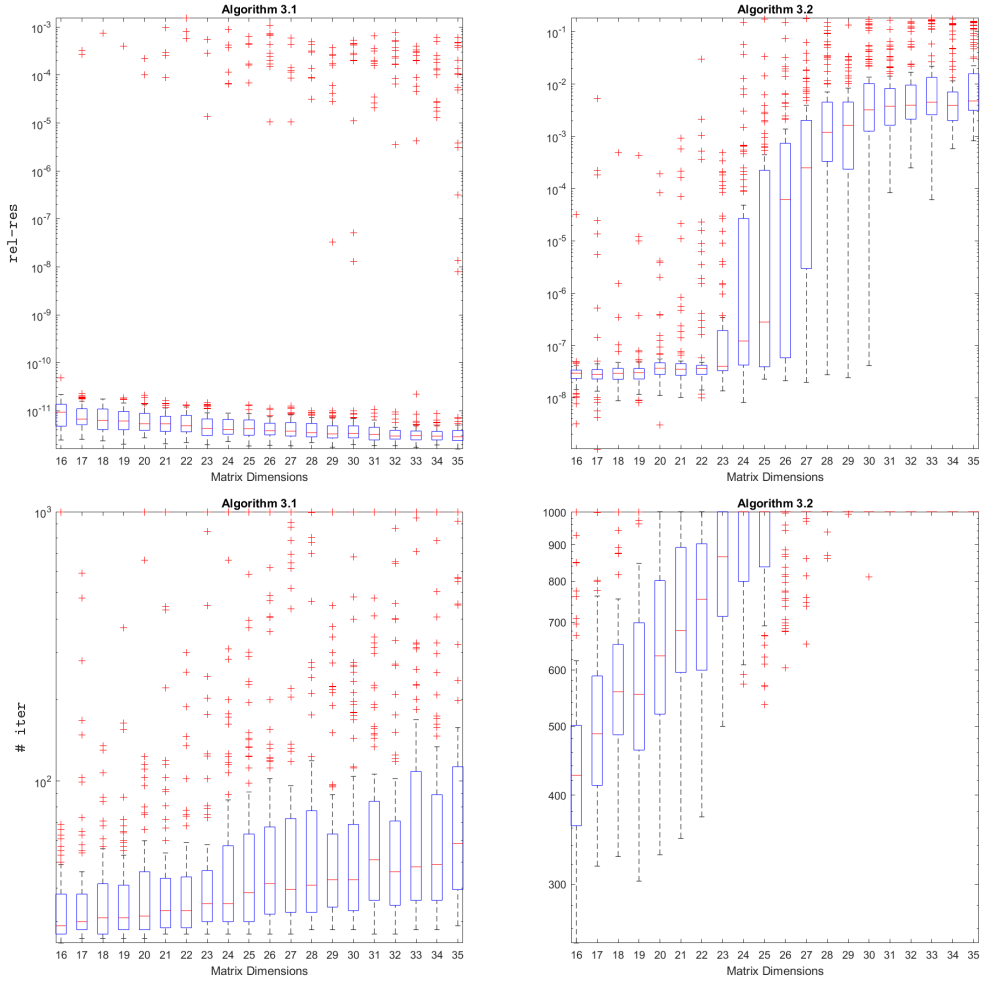 Algorithm 3.1
rel-res
10^-3
10^-4
10^-5
10^-6
10^-7
10^-8
10^-9
10^-10
10^-11
16 17 18 19 20 21 22 23 24 25 26 27 28 29 30 31 32 33 34 35
Matrix Dimensions
Algorithm 3.2
10^-1
10^-2
10^-3
10^-4
10^-5
10^-6
10^-7
10^-8
16 17 18 19 20 21 22 23 24 25 26 27 28 29 30 31 32 33 34 35
Matrix Dimensions
Algorithm 3.1
# iter
10^3
10^2
16 17 18 19 20 21 22 23 24 25 26 27 28 29 30 31 32 33 34 35
Matrix Dimensions
Algorithm 3.2
1000
900
800
700
600
500
400
300
16 17 18 19 20 21 22 23 24 25 26 27 28 29 30 31 32 33 34 35
Matrix Dimensions